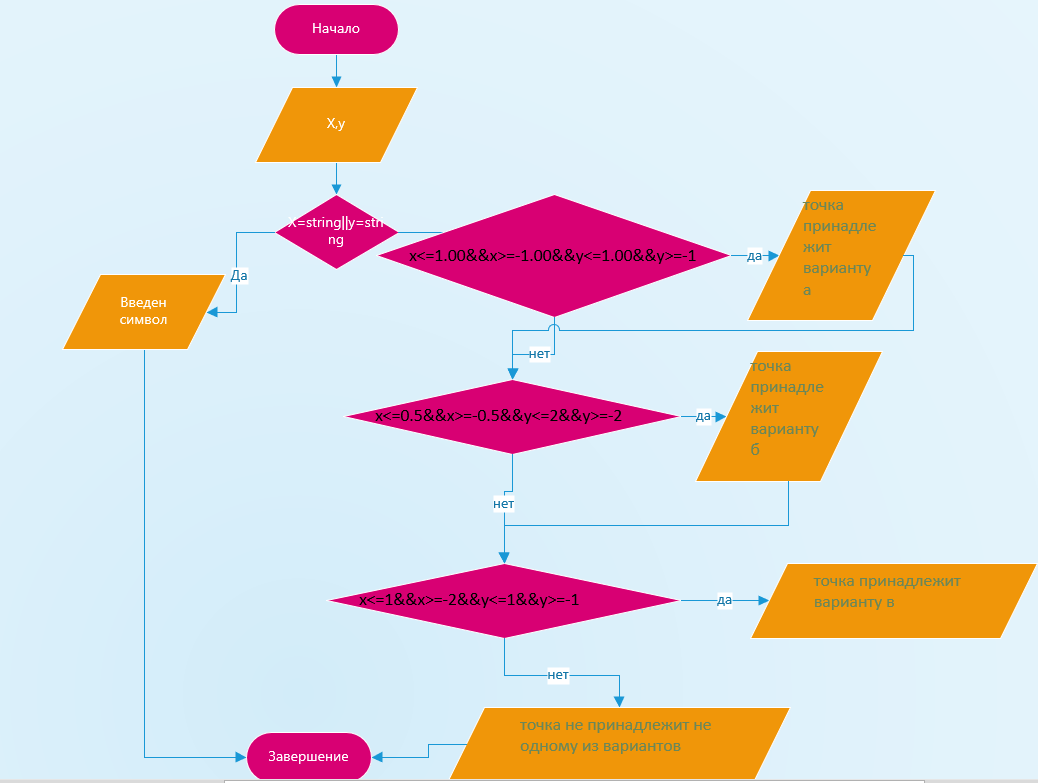 Начало
X,y
X=string||y=stri
ng
x<=1.00&&x>=-1.00&&y<=1.00&&y>=-1
да
точка
принадле
жит
варианту
а
Да
Введен
символ
нет
x<=0.5&&x>=-0.5&&y<=2&&y>=-2
да
точка
принадле
жит
варианту
б
нет
x<=1&&x>=-2&&y<=1&&y>=-1
да
точка принадлежит
варианту в
нет
точка не принадлежит не
одному из вариантов
Завершение